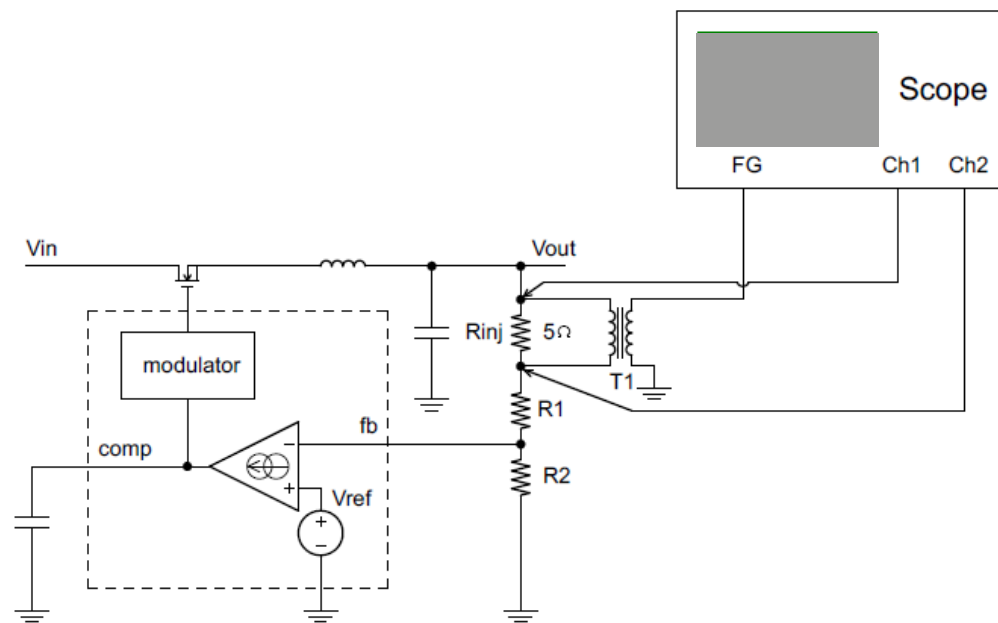 Scope
FG
Ch1
Ch2
Vin
Vout
Rinj
5Ω
modulator
T1
R1
fb
comp
R2
Vref